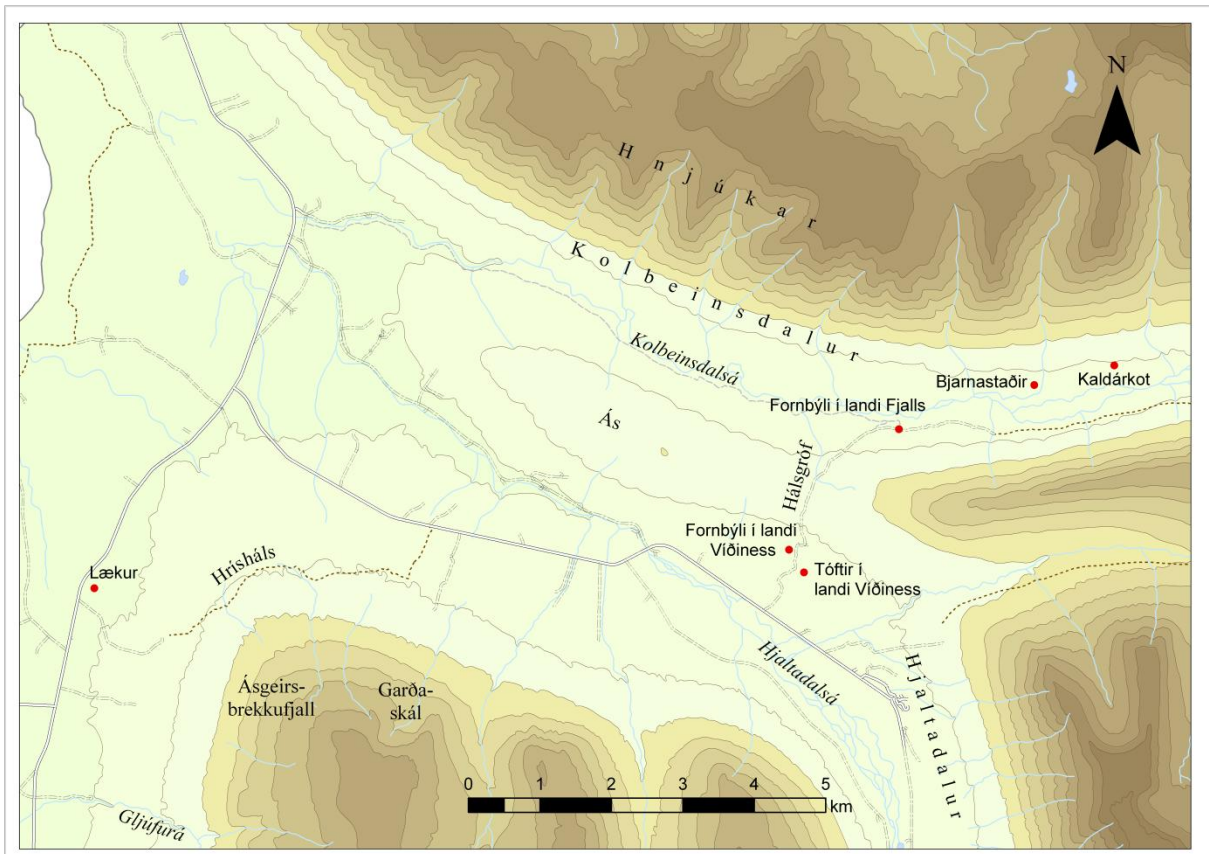 N
Hnjúkar
Kolbeinsdalur
Kolbeinsdalsá
Bjarnastaðir
Kaldárkot
Fornbýli í landi Fjalls
Ás
Hálsgróf
Fornbýli í landi
Víðiness
Tóftir í
landi Víðiness
Lækur
Hrísháls
Hjaltadalsá
Hjaltadalur
Ásgeirs-
brekkufjall
Garða-
skál
0 1 2 3 4 5
km
Gljúfurá